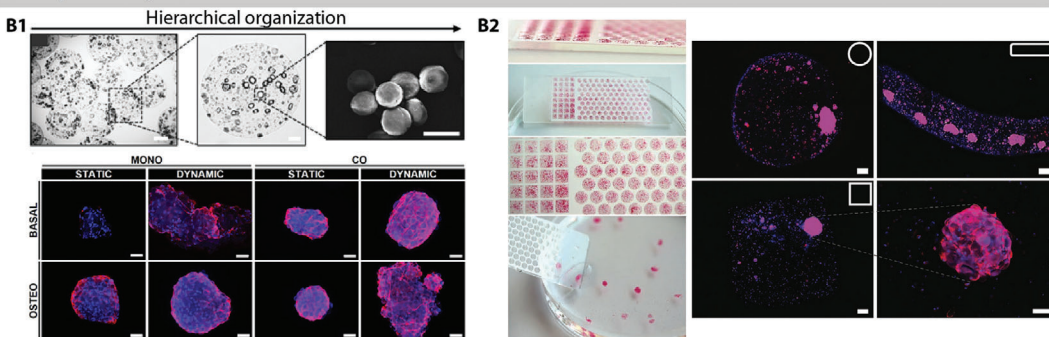 B1
Hierarchical organization
B2
MONO
CO
STATIC
DYNAMIC
STATIC
DYNAMIC
BASAL
OSTEO